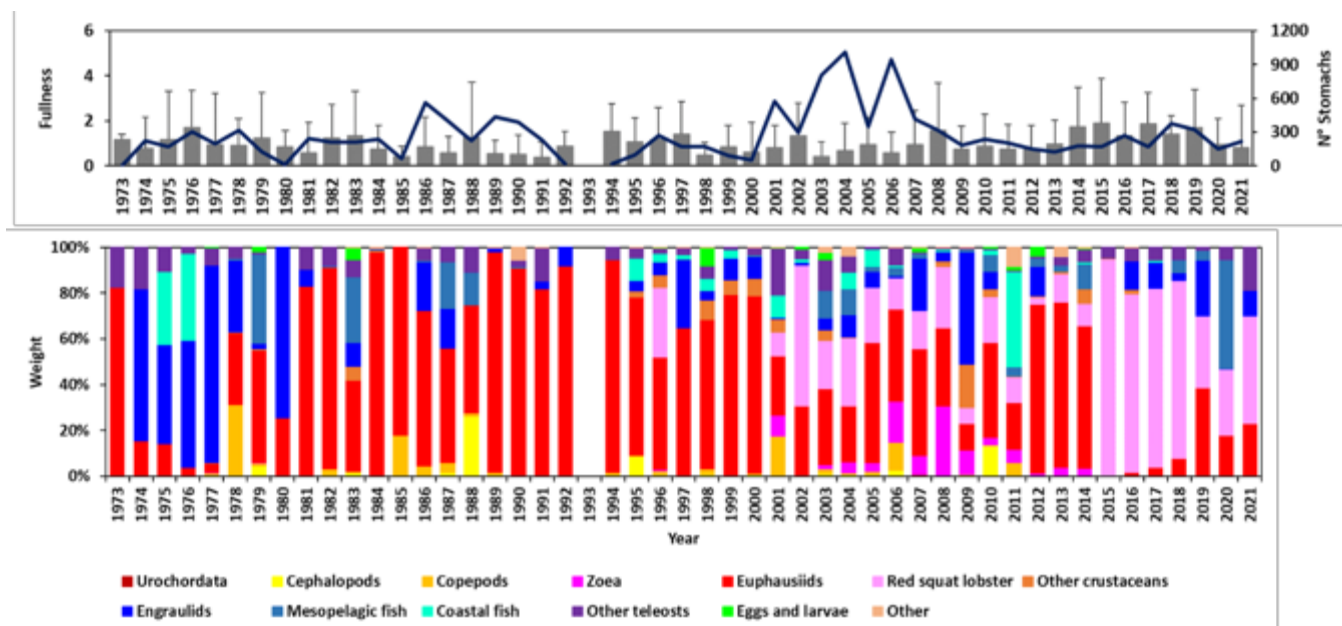 6
4
2
0
Fullness
1200
900
600
300
0
N° Stomachs
1973 1974 1975 1976 1977 1978 1979 1980 1981 1982 1983 1984 1985 1986 1987 1988 1989 1990 1991 1992 1993 1994 1995 1996 1997 1998 1999 2000 2001 2002 2003 2004 2005 2006 2007 2008 2009 2010 2011 2012 2013 2014 2015 2016 2017 2018 2019 2020 2021
100%
80%
60%
40%
20%
0%
Weight
1973 1974 1975 1976 1977 1978 1979 1980 1981 1982 1983 1984 1985 1986 1987 1988 1989 1990 1991 1992 1993 1994 1995 1996 1997 1998 1999 2000 2001 2002 2003 2004 2005 2006 2007 2008 2009 2010 2011 2012 2013 2014 2015 2016 2017 2018 2019 2020 2021
Year
Urochordata Cephalopods Copepods Zoea Euphausiids Red squat lobster Other crustaceans
Engraulids Mesopelagic fish Coastal fish Other teleosts Eggs and larvae Other